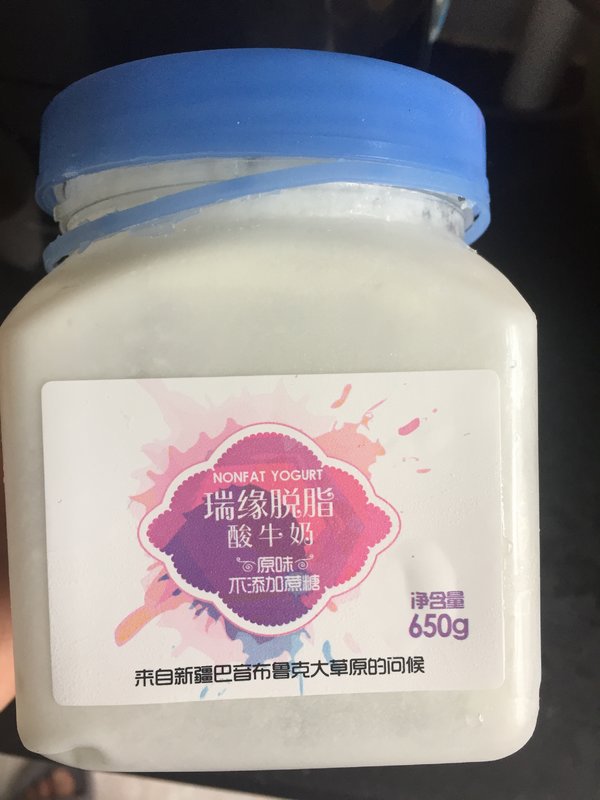 NONFAT YOGURT
瑞缘脱脂
酸牛奶
原味
不添加蔗糖
净含量
650g
来自新疆巴音布鲁克大草原的问候